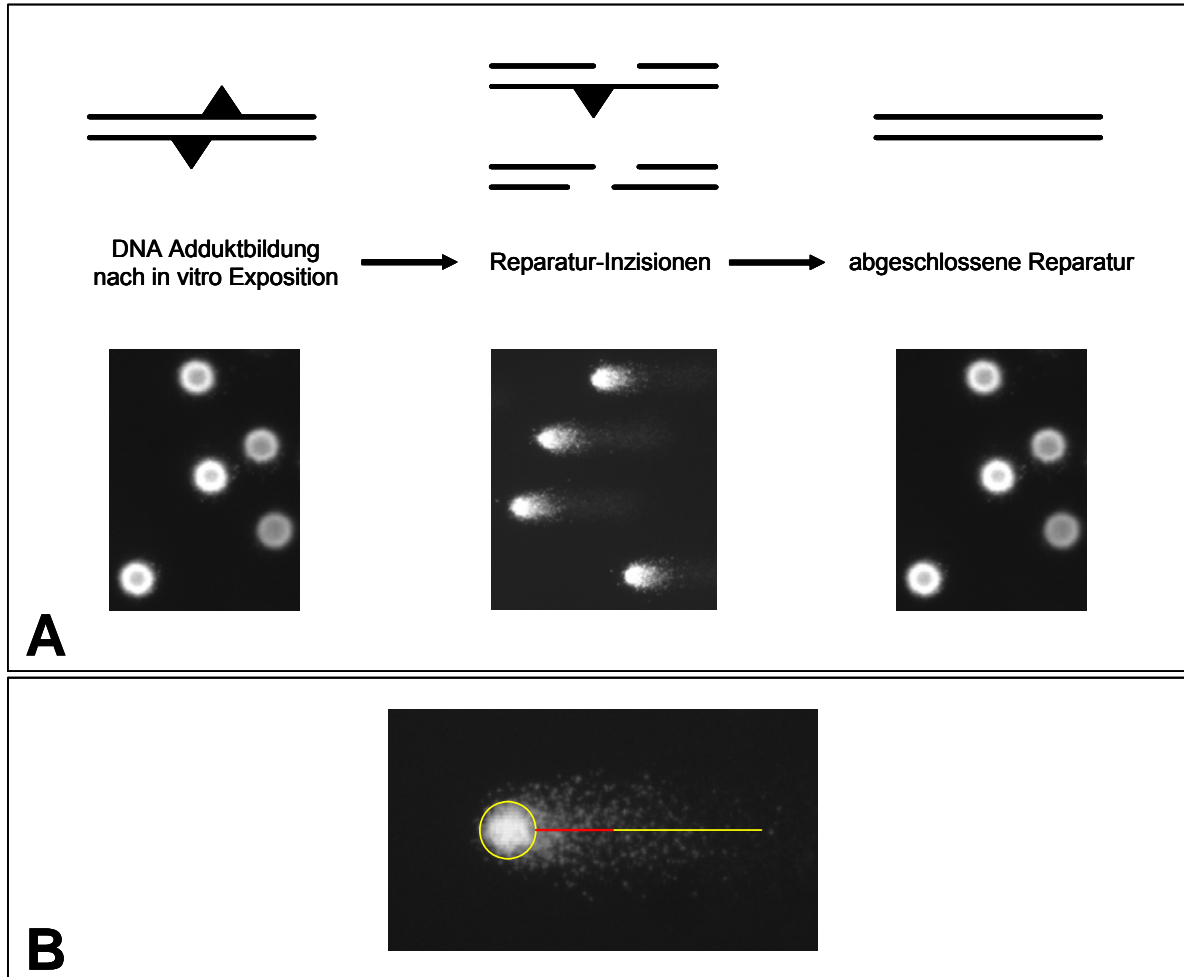 DNA Adduktbildung
nach in vitro Exposition
Reparatur-Inzisionen
abgeschlossene Reparatur
A
B